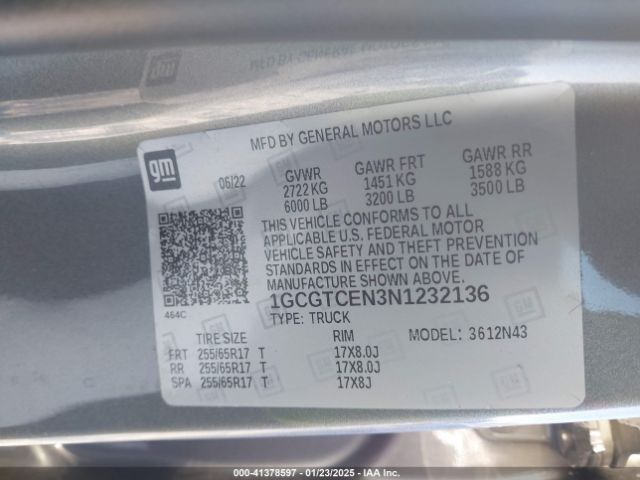 MFD BY GENERAL MOTORS LLC
gm
06/22
GVWR GAWR FRT GAWR RR
2722 KG 1451 KG 1588 KG
6000 LB 3200 LB 3500 LB
THIS VEHICLE CONFORMS TO ALL
APPLICABLE U.S. FEDERAL MOTOR
VEHICLE SAFETY AND THEFT PREVENTION
STANDARDS IN EFFECT ON THE DATE OF
MANUFACTURE SHOWN ABOVE.
1GCGTCEN3N1232136
464C
TYPE: TRUCK
TIRE SIZE RIM MODEL: 3612N43
FRT 255/65R17 T 17X8.0J
RR 255/65R17 T 17X8.0J
SPA 255/65R17 T 17X8J
000-41378597 - 01/23/2025 - IAA Inc.